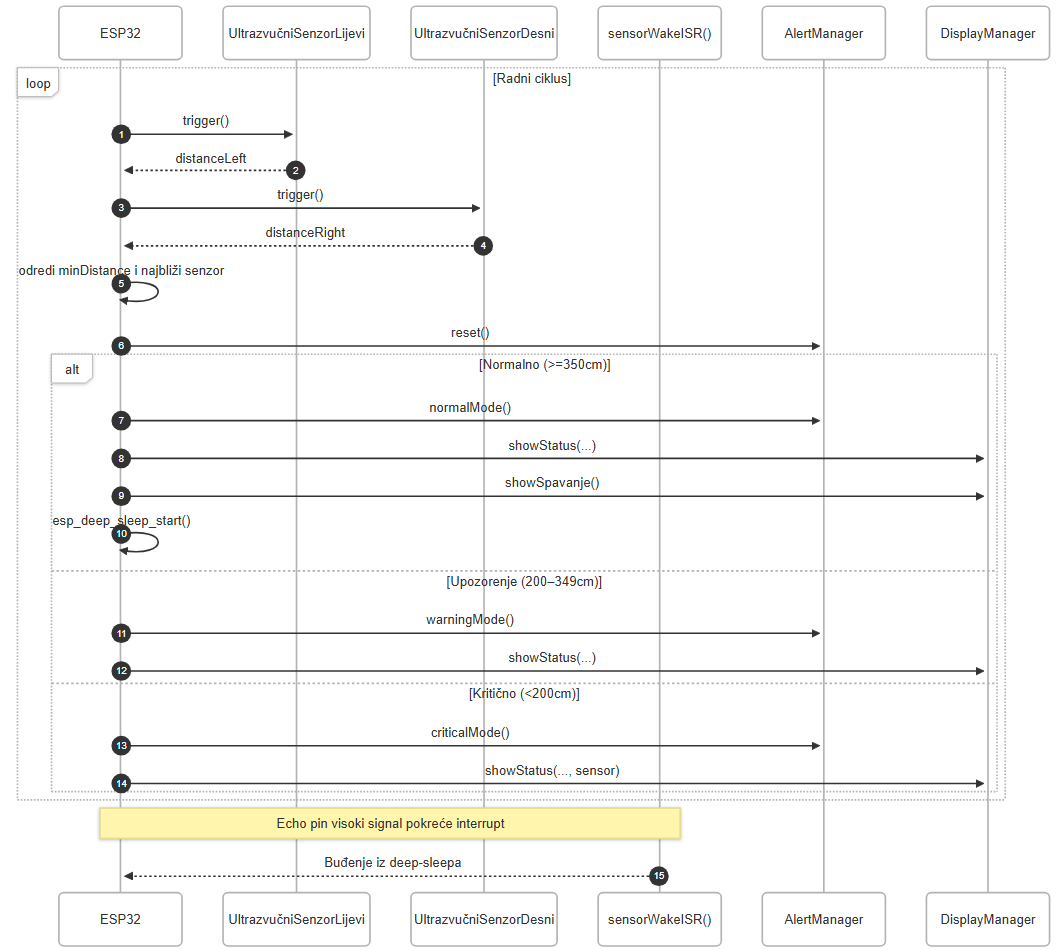 ESP32
UltrazvučniSenzorLijevi
UltrazvučniSenzorDesni
sensorWakeISR()
AlertManager
DisplayManager
loop
[Radni ciklus]
trigger()
1
distanceLeft
2
trigger()
3
distanceRight
4
odredi minDistance i najbliži senzor
5
reset()
6
alt
[Normalno (>=350cm)]
normalMode()
7
showStatus(...)
8
showSpavanje()
9
esp_deep_sleep_start()
10
[Upozorenje (200–349cm)]
warningMode()
11
showStatus(...)
12
[Kritično (<200cm)]
criticalMode()
13
showStatus(..., sensor)
14
Echo pin visoki signal pokreće interrupt
Buđenje iz deep-sleepa
15
ESP32
UltrazvučniSenzorLijevi
UltrazvučniSenzorDesni
sensorWakeISR()
AlertManager
DisplayManager